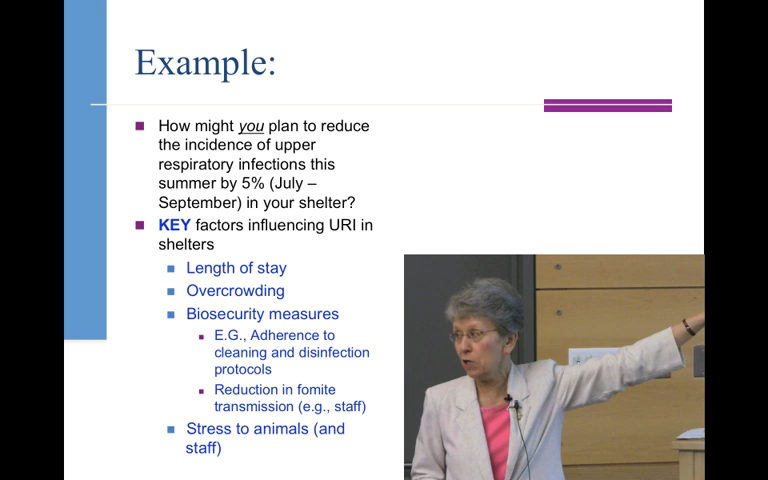 Example:
How might you plan to reduce
the incidence of upper
respiratory infections this
summer by 5% (July –
September) in your shelter?
KEY factors influencing URI in
shelters
Length of stay
Overcrowding
Biosecurity measures
E.G., Adherence to
cleaning and disinfection
protocols
Reduction in fomite
transmission (e.g., staff)
Stress to animals (and
staff)